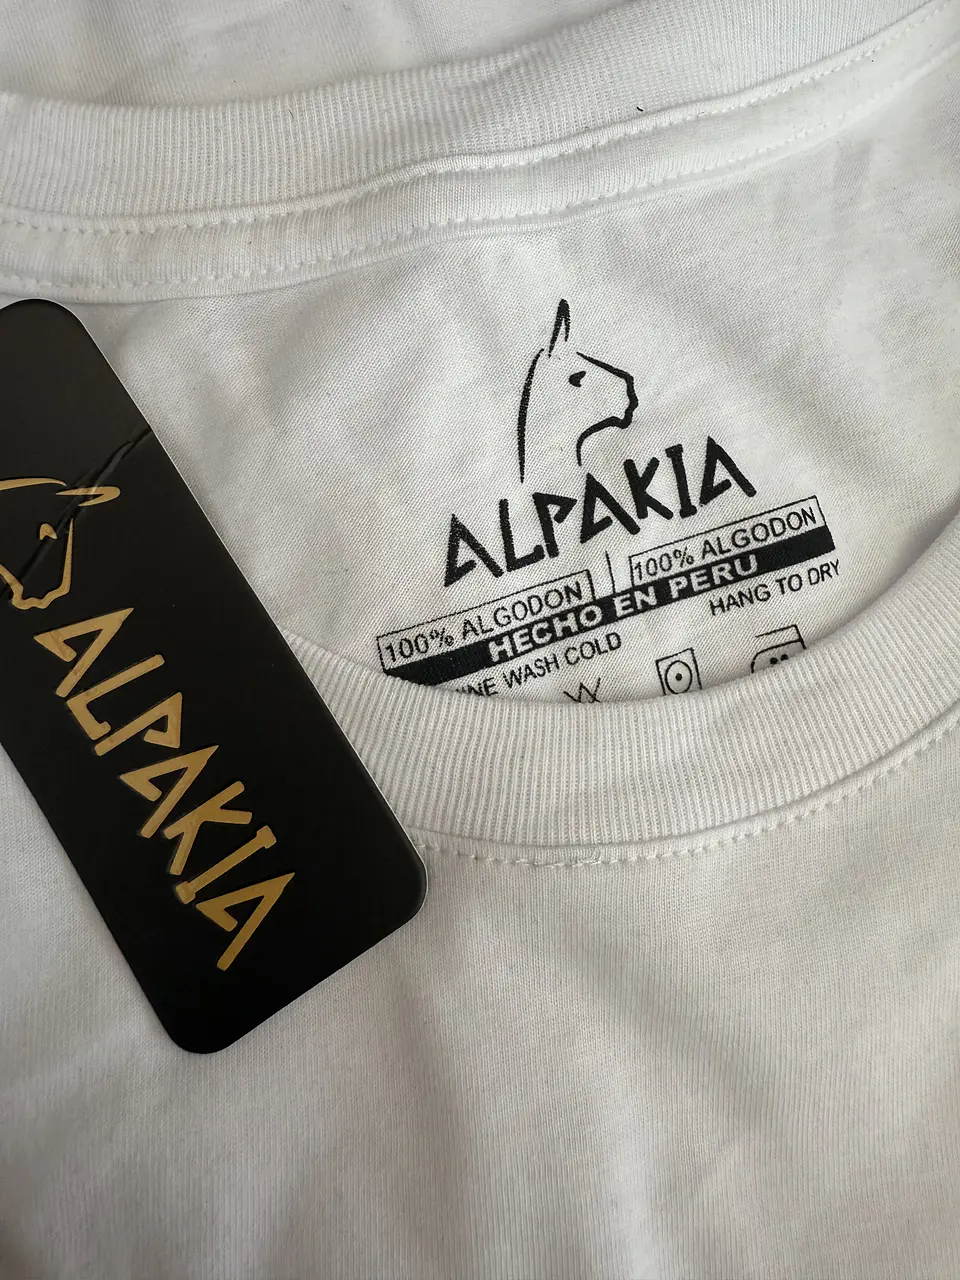 ALPAKIA
100% ALGODON | 100% ALGODON
HECHO EN PERU
WASH COLD HANG TO DRY
ALPAKIA